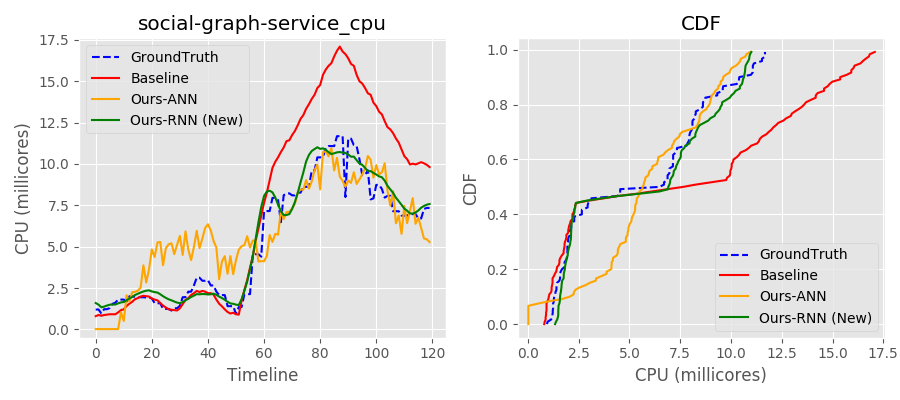 social-graph-service_cpu
17.5
15.0
12.5
10.0
7.5
5.0
2.5
0.0
CPU (millicores)
GroundTruth
Baseline
Ours-ANN
Ours-RNN (New)
0 20 40 60 80 100 120
Timeline
CDF
1.0
0.8
0.6
0.4
0.2
0.0
CDF
GroundTruth
Baseline
Ours-ANN
Ours-RNN (New)
0.0 2.5 5.0 7.5 10.0 12.5 15.0 17.5
CPU (millicores)